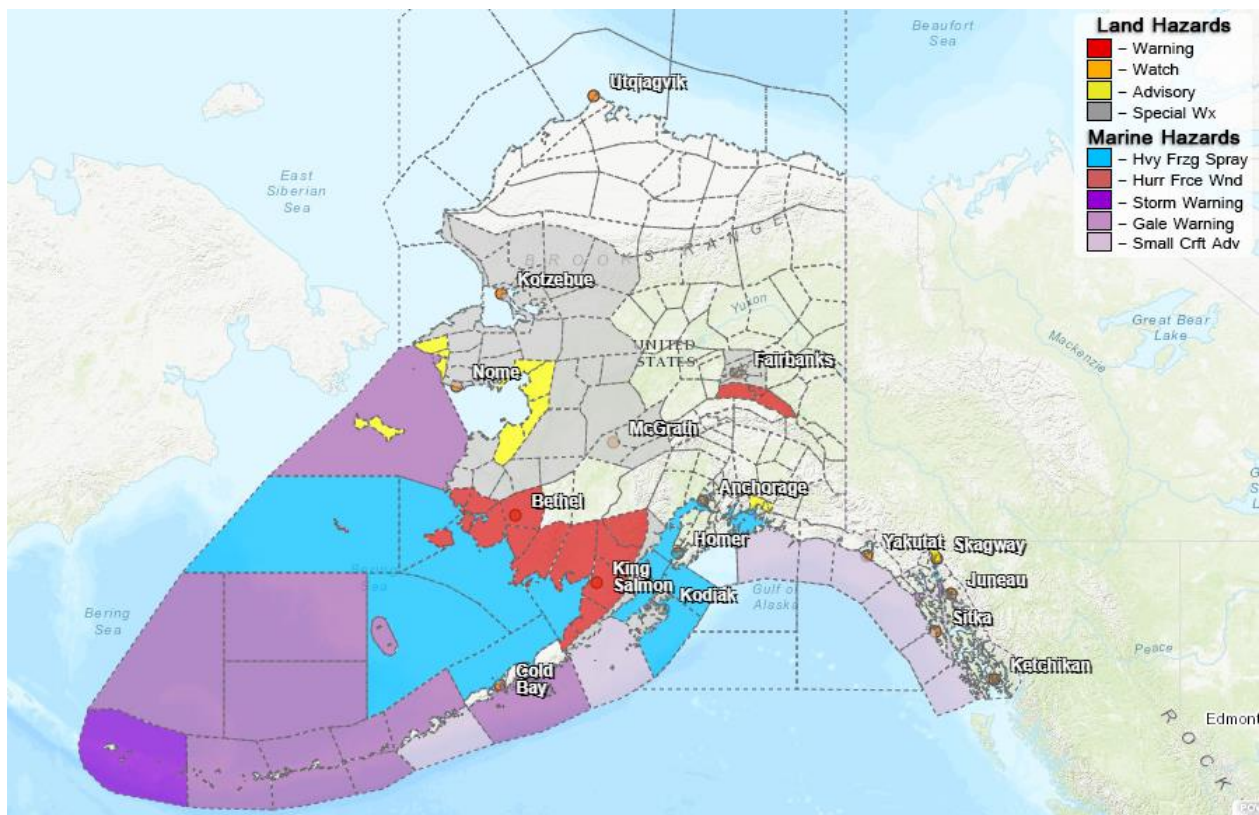 Beaufort
Sea
Land Hazards
– Warning
– Watch
– Advisory
– Special Wx
Marine Hazards
– Hvy Frzg Spray
– Hurr Frce Wnd
– Storm Warning
– Gale Warning
– Small Crft Adv
Utqiagvik
East
Siberian
Sea
BROOKS RANGE
Kotzebue
Yukon
Great Bear
Lake
Mackenzie
UNITED
STATES
Fairbanks
Nome
McGrath
Anchorage
Bethel
Homer
Yakutat
Skagway
King
Salmon
Juneau
Kodiak
Gulf of
Alaska
Sitka
Bering
Sea
Peace
Ketchikan
Cold
Bay
Edmont
ROCK